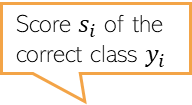 Score sᵢ of the
correct class yᵢ